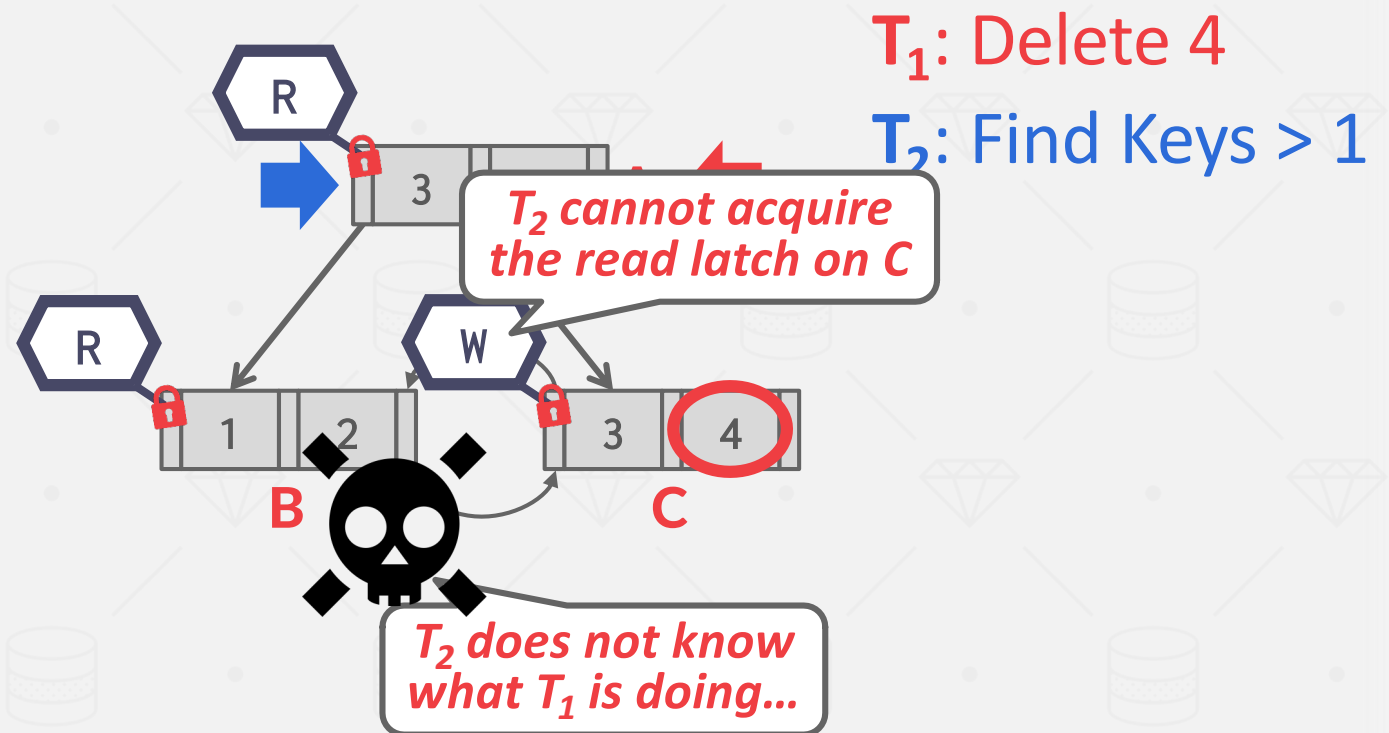 T₁: Delete 4
R
T₂: Find Keys > 1
3
T₂ cannot acquire
the read latch on C
R
W
1 2
3 4
B
C
T₂ does not know
what T₁ is doing...